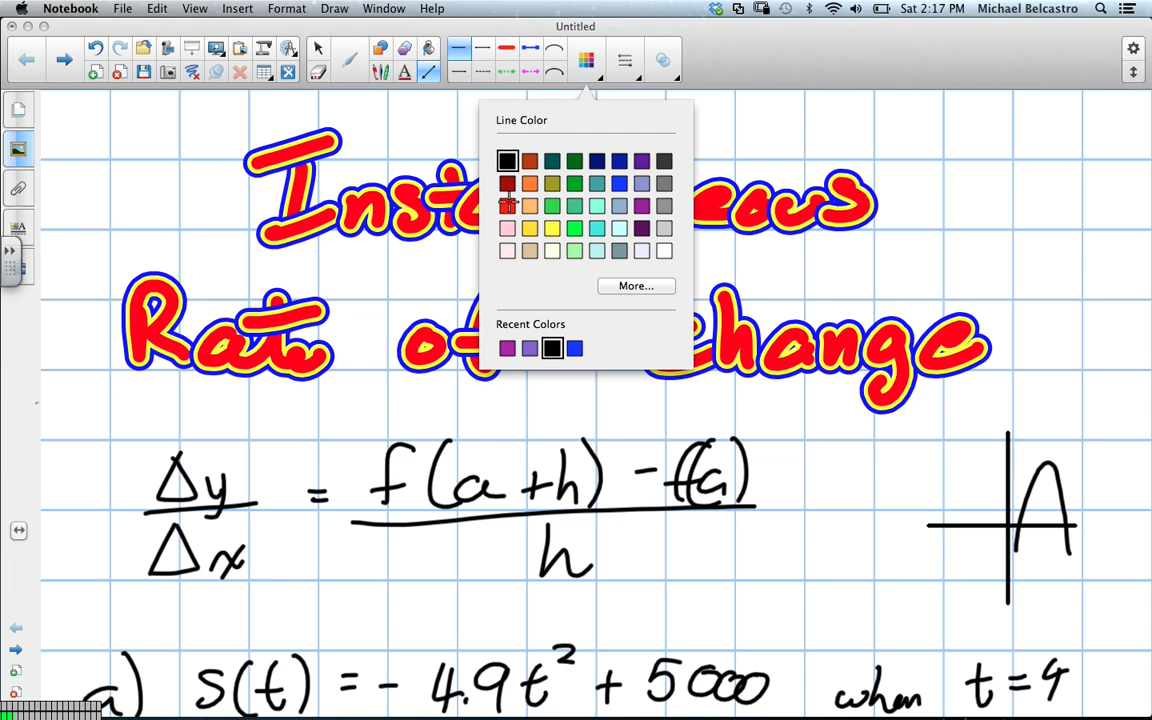 Notebook File Edit View Insert Format Draw Window Help Sat 2:17 PM Michael Belcastro
Untitled
Line Color
More...
Recent Colors
Rate Change
Δy = f(a+h) - f(a)
Δx h
a) s(t) = - 4.9t² + 5000 when t=4